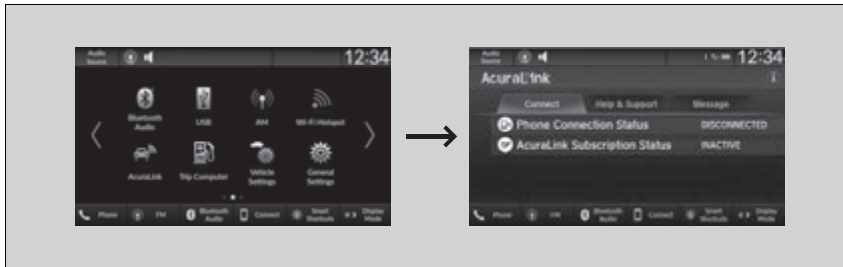 Audio
Source
12:34
Bluetooth
Audio
USB
AM
Wi-Fi Hotspot
AcuraLink
Trip Computer
Vehicle
Settings
General
Settings
Phone
FM
Bluetooth
Audio
Connect
Smart
Shortcuts
Display
Mode
Audio
Source
12:34
AcuraLink
Connect
Help & Support
Message
Phone Connection Status
DISCONNECTED
AcuraLink Subscription Status
INACTIVE
Phone
FM
Bluetooth
Audio
Connect
Smart
Shortcuts
Display
Mode